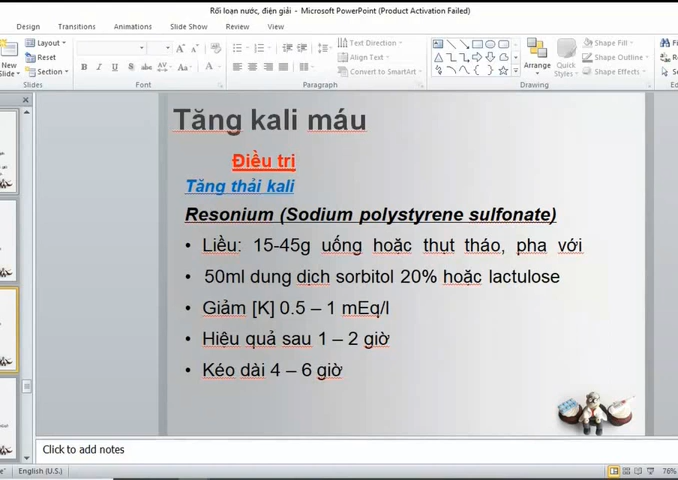 Rối loạn nước, điện giải - Microsoft PowerPoint (Product Activation Failed)
Design Transitions Animations Slide Show Review View
New Slide Layout Reset Section
Text Direction
Align Text
Convert to SmartArt
Arrange
Quick Styles
Shape Fill
Shape Outline
Shape Effects
Slides Font Paragraph Drawing
Tăng kali máu
Điều trị
Tăng thải kali
Resonium (Sodium polystyrene sulfonate)
• Liều: 15-45g uống hoặc thụt tháo, pha với
• 50ml dung dịch sorbitol 20% hoặc lactulose
• Giảm [K] 0.5 – 1 mEq/l
• Hiệu quả sau 1 – 2 giờ
• Kéo dài 4 – 6 giờ
Click to add notes
English (U.S.) 76%